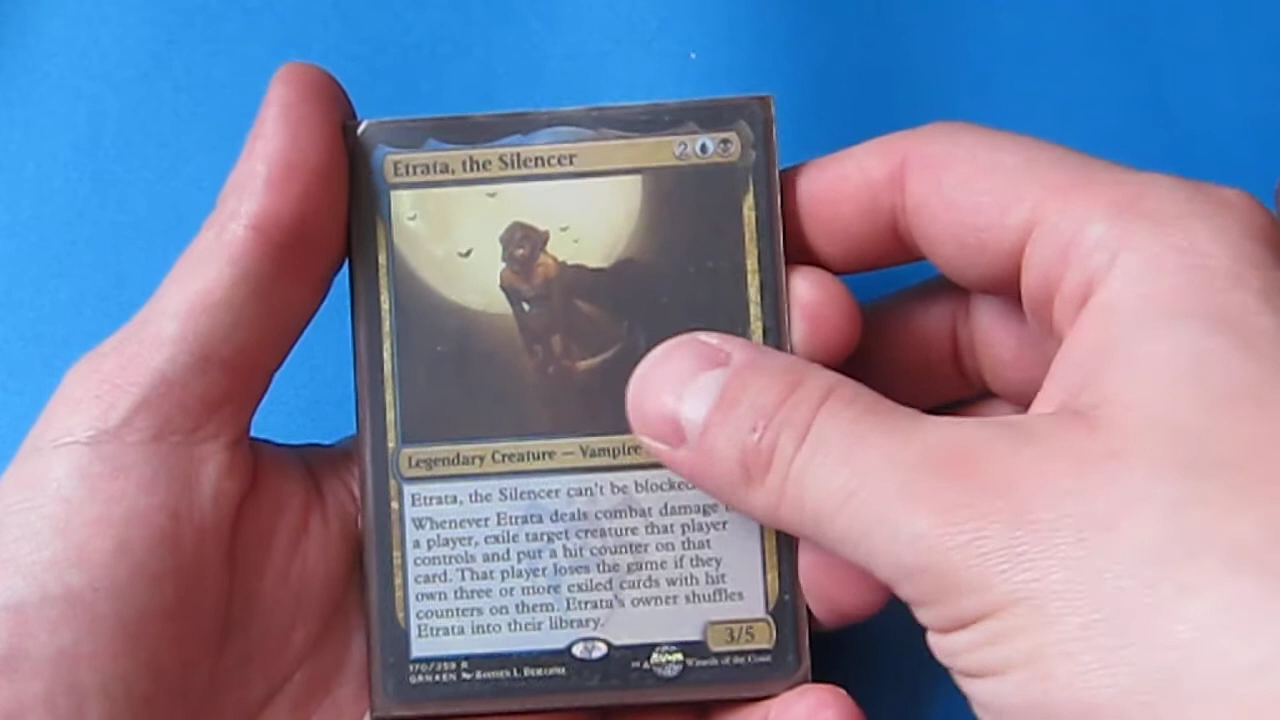 Etrata, the Silencer 2
Legendary Creature — Vampire
Etrata, the Silencer can't be blocked
Whenever Etrata deals combat damage
a player, exile target creature that player
controls and put a hit counter on that
card. That player loses the game if they
own three or more exiled cards with hit
counters on them. Etrata's owner shuffles
Etrata into their library.
3/5
170/259 R
GRN EN Wizards of the Coast